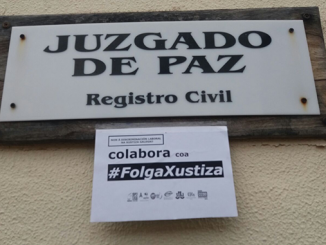 JUZGADO
DE PAZ
Registro Civil
colabora coa
#FolgaXustiza